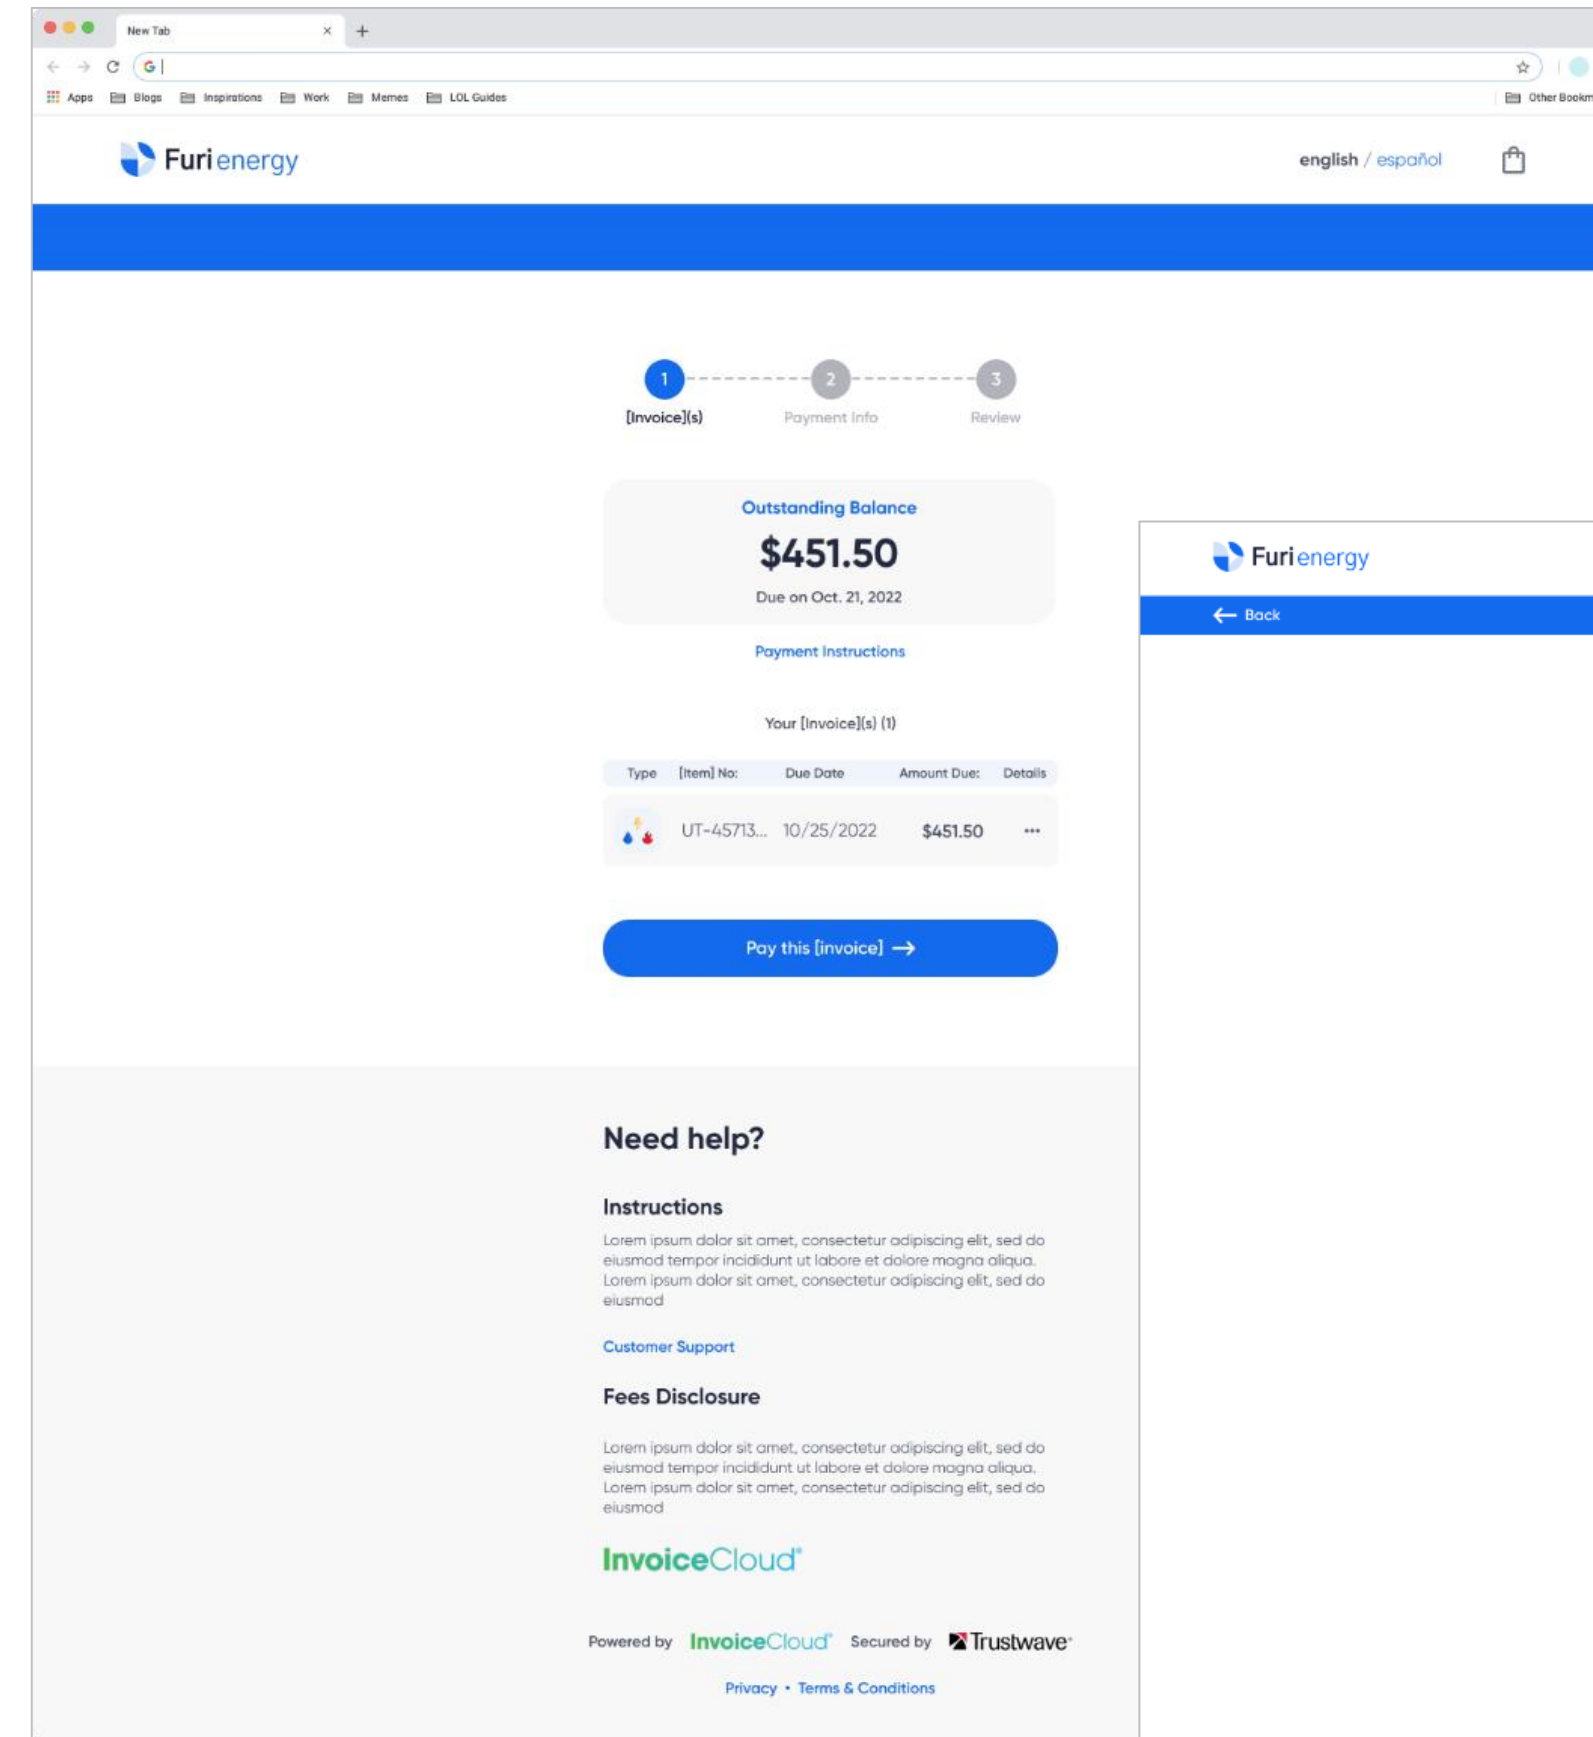 New Tab
G
Apps Blogs Inspirations Work Memes LOL Guides Other Bookm
Furi energy
english / español
1 2 3
[Invoice](s) Payment Info Review
Outstanding Balance
$451.50
Due on Oct. 21, 2022
Payment Instructions
Your [Invoice](s) (1)
Type [Item] No: Due Date Amount Due: Details
UT-45713... 10/25/2022 $451.50 •••
Pay this [invoice] →
Furi energy
← Back
Need help?
Instructions
Lorem ipsum dolor sit amet, consectetur adipiscing elit, sed do
eiusmod tempor incididunt ut labore et dolore magna aliqua.
Lorem ipsum dolor sit amet, consectetur adipiscing elit, sed do
eiusmod
Customer Support
Fees Disclosure
Lorem ipsum dolor sit amet, consectetur adipiscing elit, sed do
eiusmod tempor incididunt ut labore et dolore magna aliqua.
Lorem ipsum dolor sit amet, consectetur adipiscing elit, sed do
eiusmod
InvoiceCloud®
Powered by InvoiceCloud® Secured by Trustwave®
Privacy • Terms & Conditions